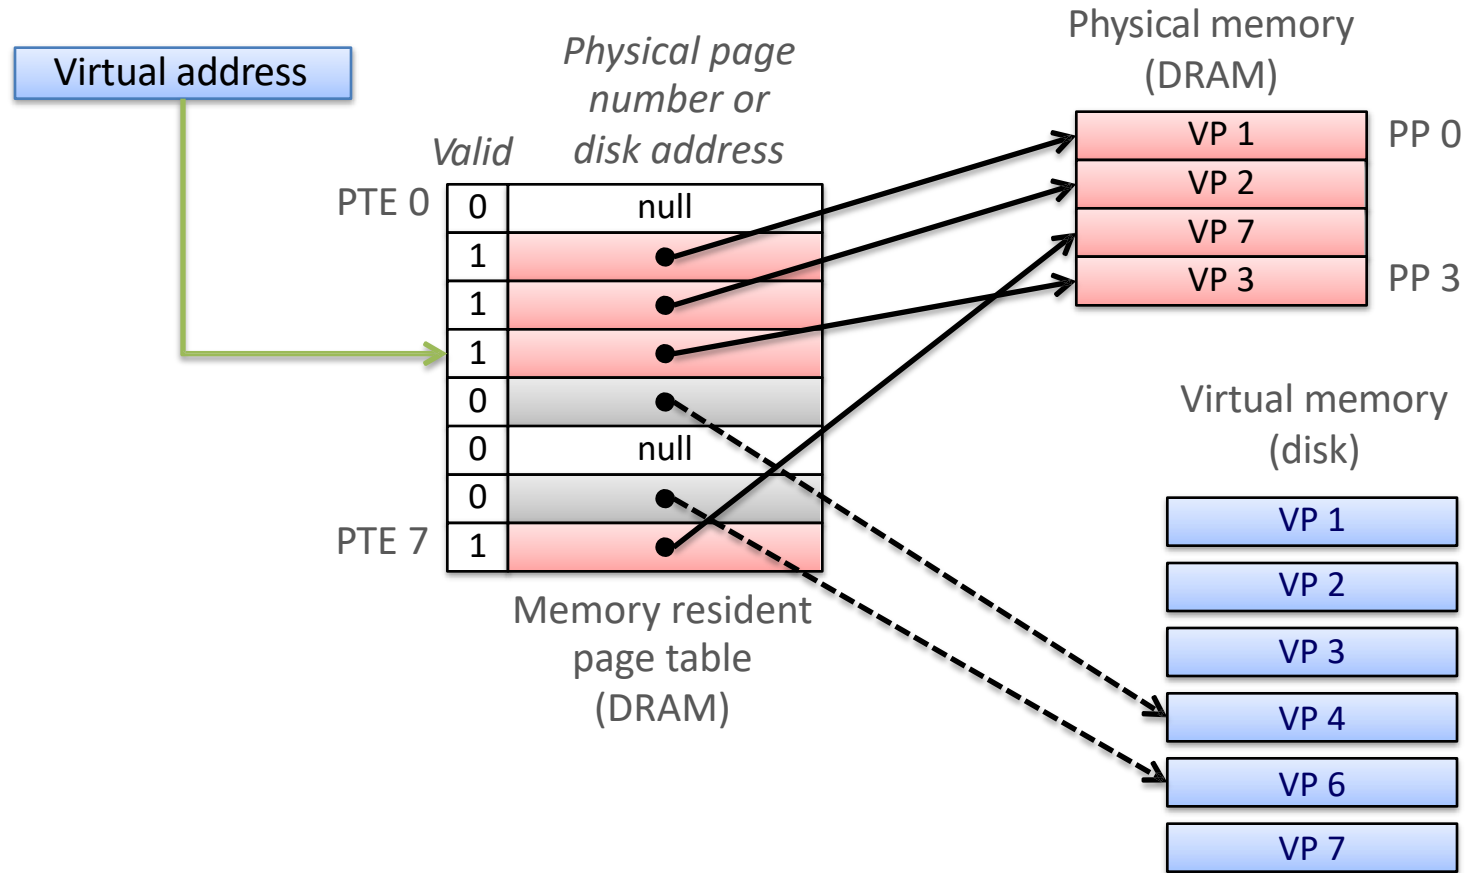 Virtual address
Physical page
number or
disk address
Valid
Physical memory
(DRAM)
PTE 0
0 null
1
1
1
0
0 null
0
PTE 7 1
Memory resident
page table
(DRAM)
VP 1 PP 0
VP 2
VP 7
VP 3 PP 3
Virtual memory
(disk)
VP 1
VP 2
VP 3
VP 4
VP 6
VP 7